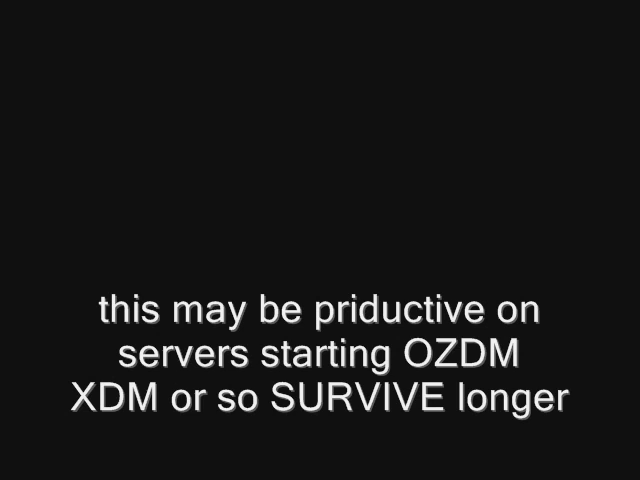 this may be priductive on
servers starting OZDM
XDM or so SURVIVE longer